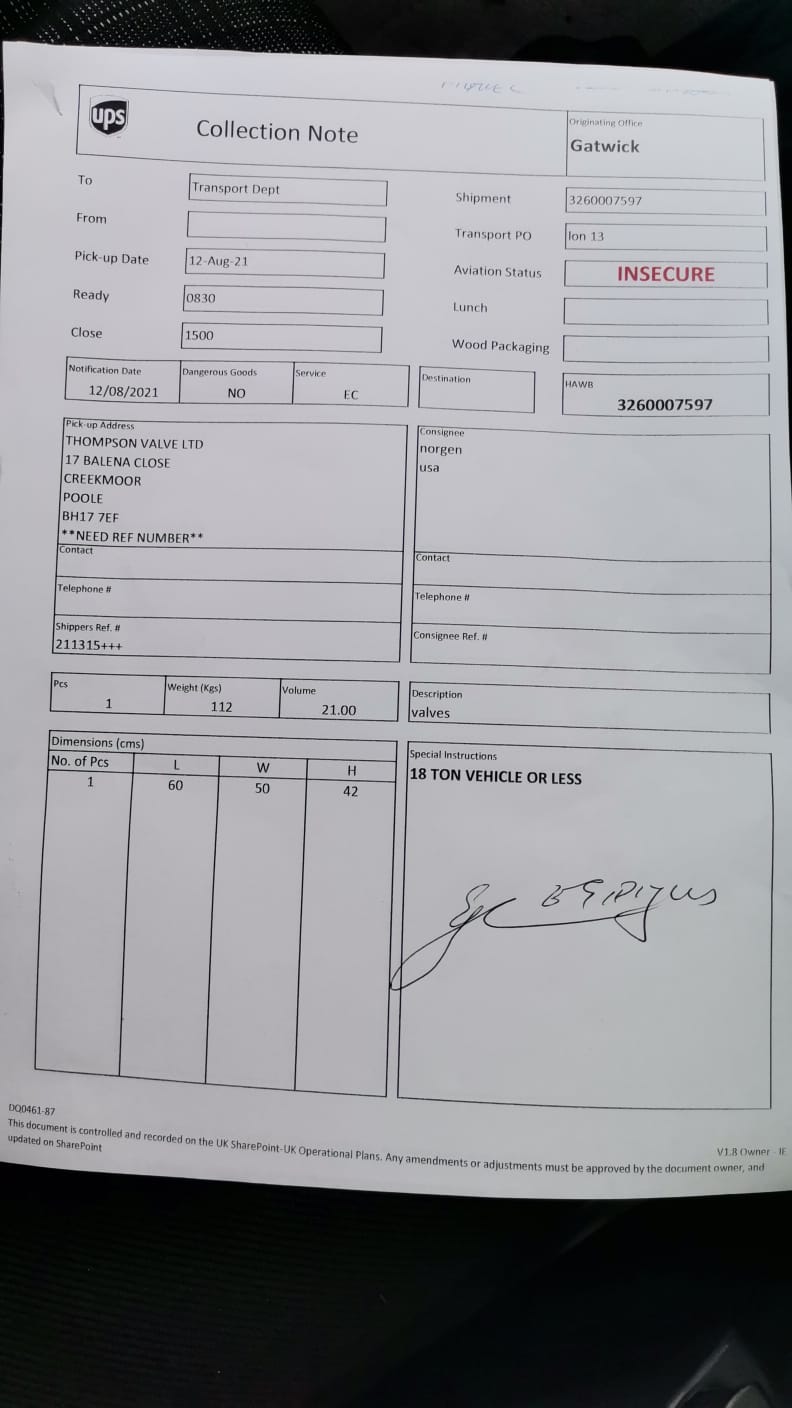 ups
Collection Note
Originating Office
Gatwick
To
Transport Dept
From
Pick-up Date
12-Aug-21
Ready
0830
Close
1500
Shipment
3260007597
Transport PO
lon 13
Aviation Status
INSECURE
Lunch
Wood Packaging
Notification Date
12/08/2021
Dangerous Goods
NO
Service
EC
Destination
HAWB
3260007597
Pick-up Address
THOMPSON VALVE LTD
17 BALENA CLOSE
CREEKMOOR
POOLE
BH17 7EF
**NEED REF NUMBER**
Contact
Telephone #
Shippers Ref. #
211315+++
Consignee
norgen
usa
Contact
Telephone #
Consignee Ref. #
Pcs
1
Weight (Kgs)
112
Volume
21.00
Description
valves
Dimensions (cms)
No. of Pcs L W H
1 60 50 42
Special Instructions
18 TON VEHICLE OR LESS
DQ0461-87
V1.8 Owner - IE
This document is controlled and recorded on the UK SharePoint-UK Operational Plans. Any amendments or adjustments must be approved by the document owner, and
updated on SharePoint